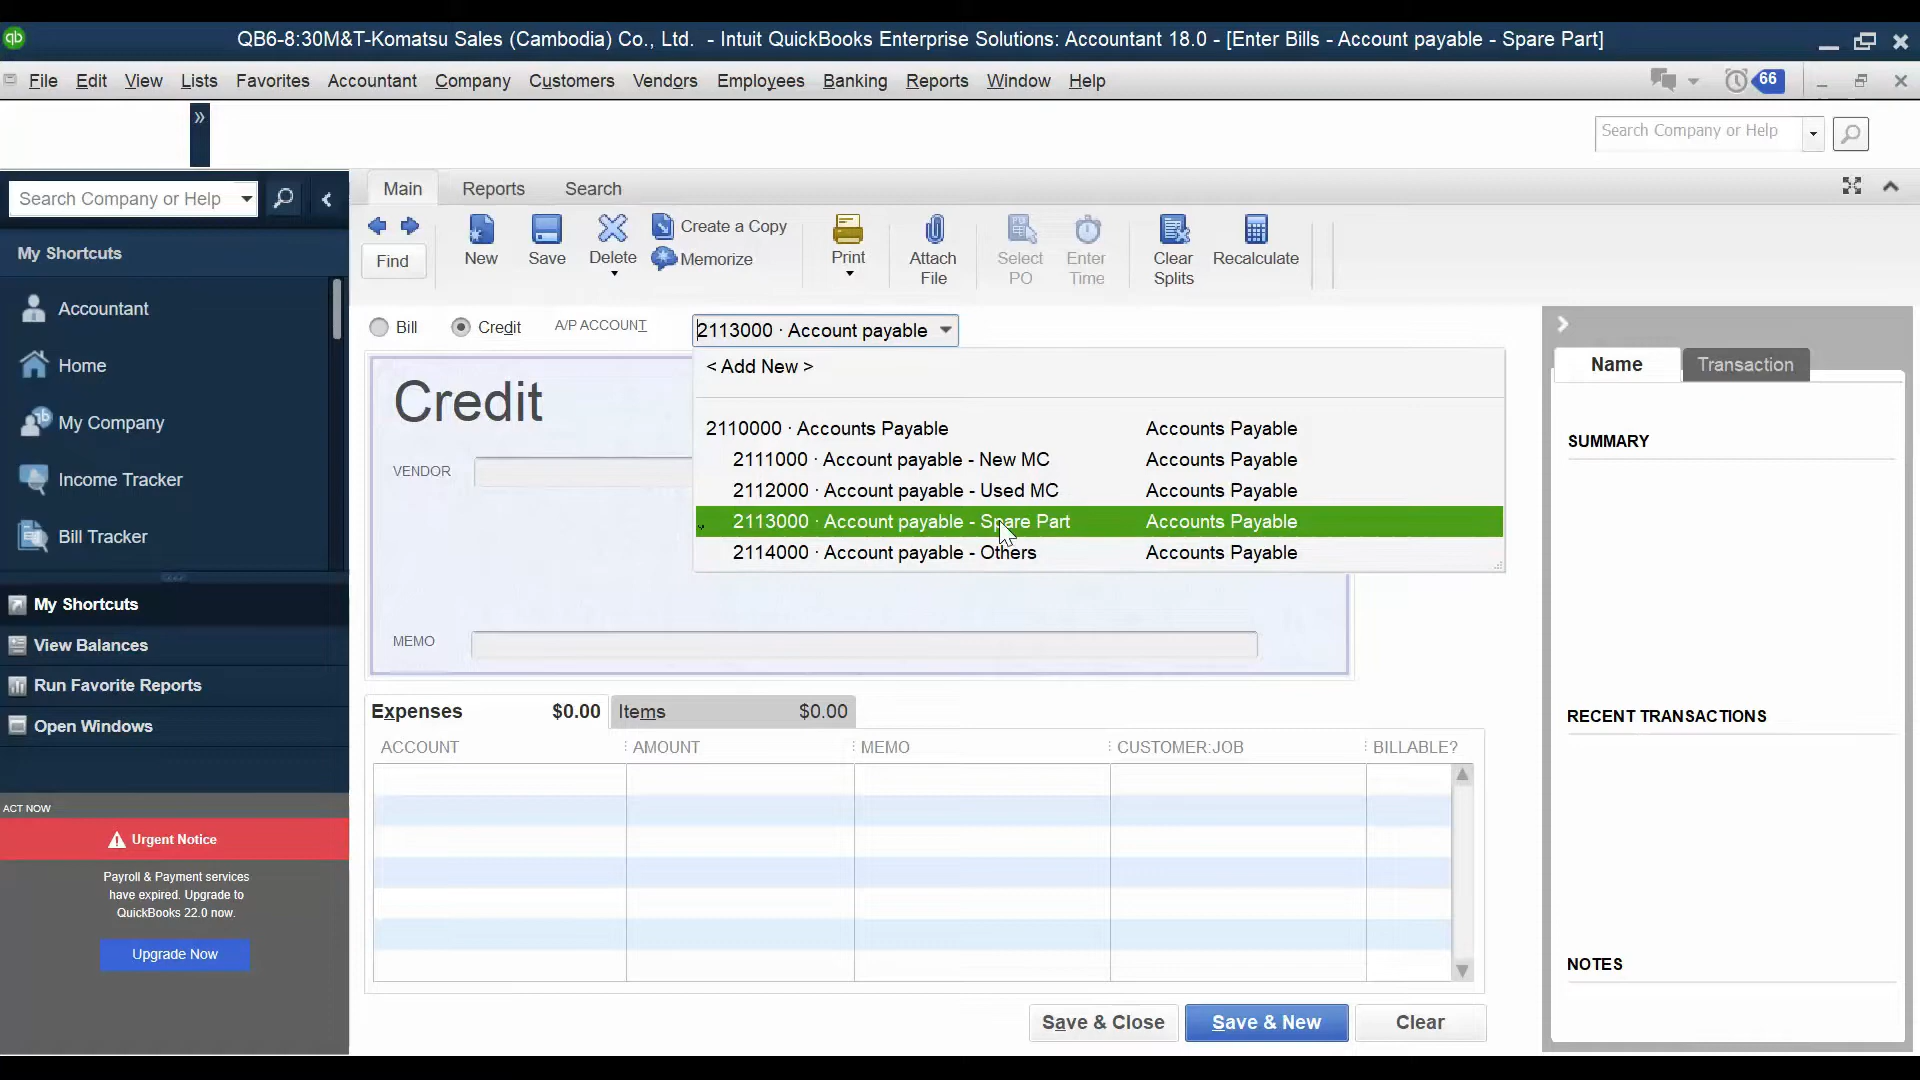 qb QB6-8:30M&T-Komatsu Sales (Cambodia) Co., Ltd. - Intuit QuickBooks Enterprise Solutions: Accountant 18.0 - [Enter Bills - Account payable - Spare Part]
File Edit View Lists Favorites Accountant Company Customers Vendors Employees Banking Reports Window Help 66
Search Company or Help
Search Company or Help
My Shortcuts
Accountant
Home
My Company
Income Tracker
Bill Tracker
My Shortcuts
View Balances
Run Favorite Reports
Open Windows
ACT NOW
Urgent Notice
Payroll & Payment services
have expired. Upgrade to
QuickBooks 22.0 now.
Upgrade Now
Main Reports Search
Find
New
Save
Delete
Create a Copy
Memorize
Print
Attach
File
Select
PO
Enter
Time
Clear
Splits
Recalculate
Bill Credit A/P ACCOUNT 2113000 · Account payable
< Add New >
2110000 · Accounts Payable Accounts Payable
2111000 · Account payable - New MC Accounts Payable
2112000 · Account payable - Used MC Accounts Payable
2113000 · Account payable - Spare Part Accounts Payable
2114000 · Account payable - Others Accounts Payable
Credit
VENDOR
MEMO
Expenses $0.00 Items $0.00
ACCOUNT AMOUNT MEMO CUSTOMER:JOB BILLABLE?
Save & Close Save & New Clear
Name Transaction
SUMMARY
RECENT TRANSACTIONS
NOTES